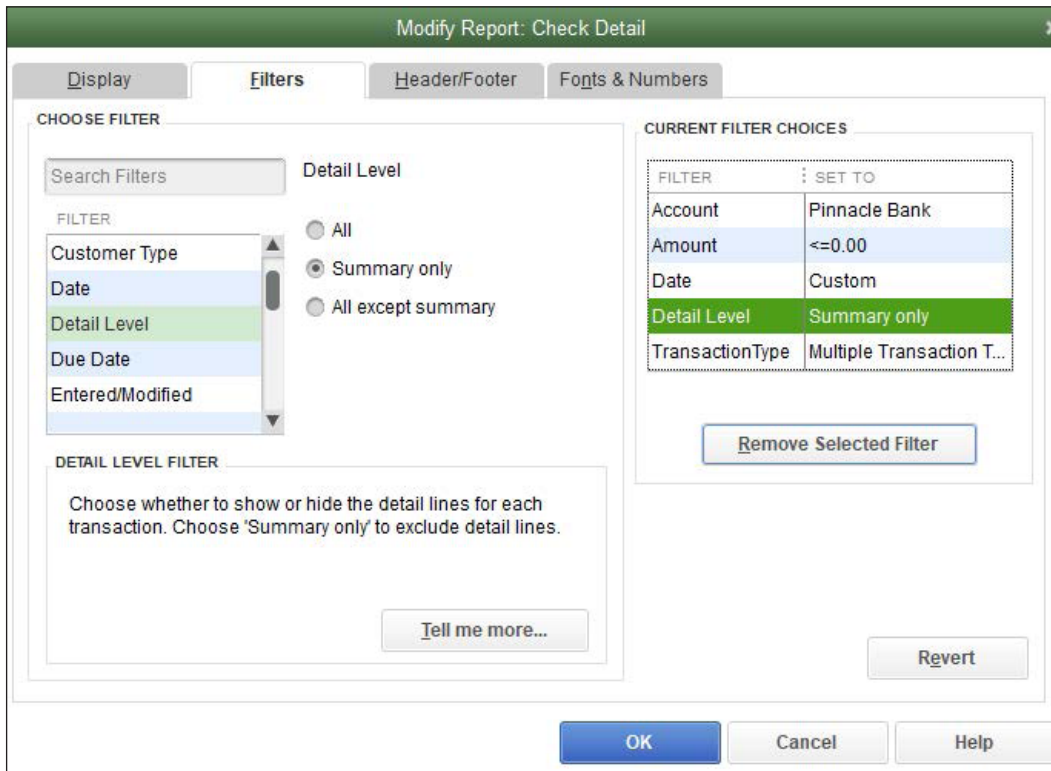 Modify Report: Check Detail
Display
Filters
Header/Footer
Fonts & Numbers
CHOOSE FILTER
Search Filters
Detail Level
FILTER
Customer Type
Date
Detail Level
Due Date
Entered/Modified
All
Summary only
All except summary
DETAIL LEVEL FILTER
Choose whether to show or hide the detail lines for each
transaction. Choose 'Summary only' to exclude detail lines.
Tell me more...
CURRENT FILTER CHOICES
FILTER SET TO
Account Pinnacle Bank
Amount <=0.00
Date Custom
Detail Level Summary only
TransactionType Multiple Transaction T...
Remove Selected Filter
Revert
OK
Cancel
Help